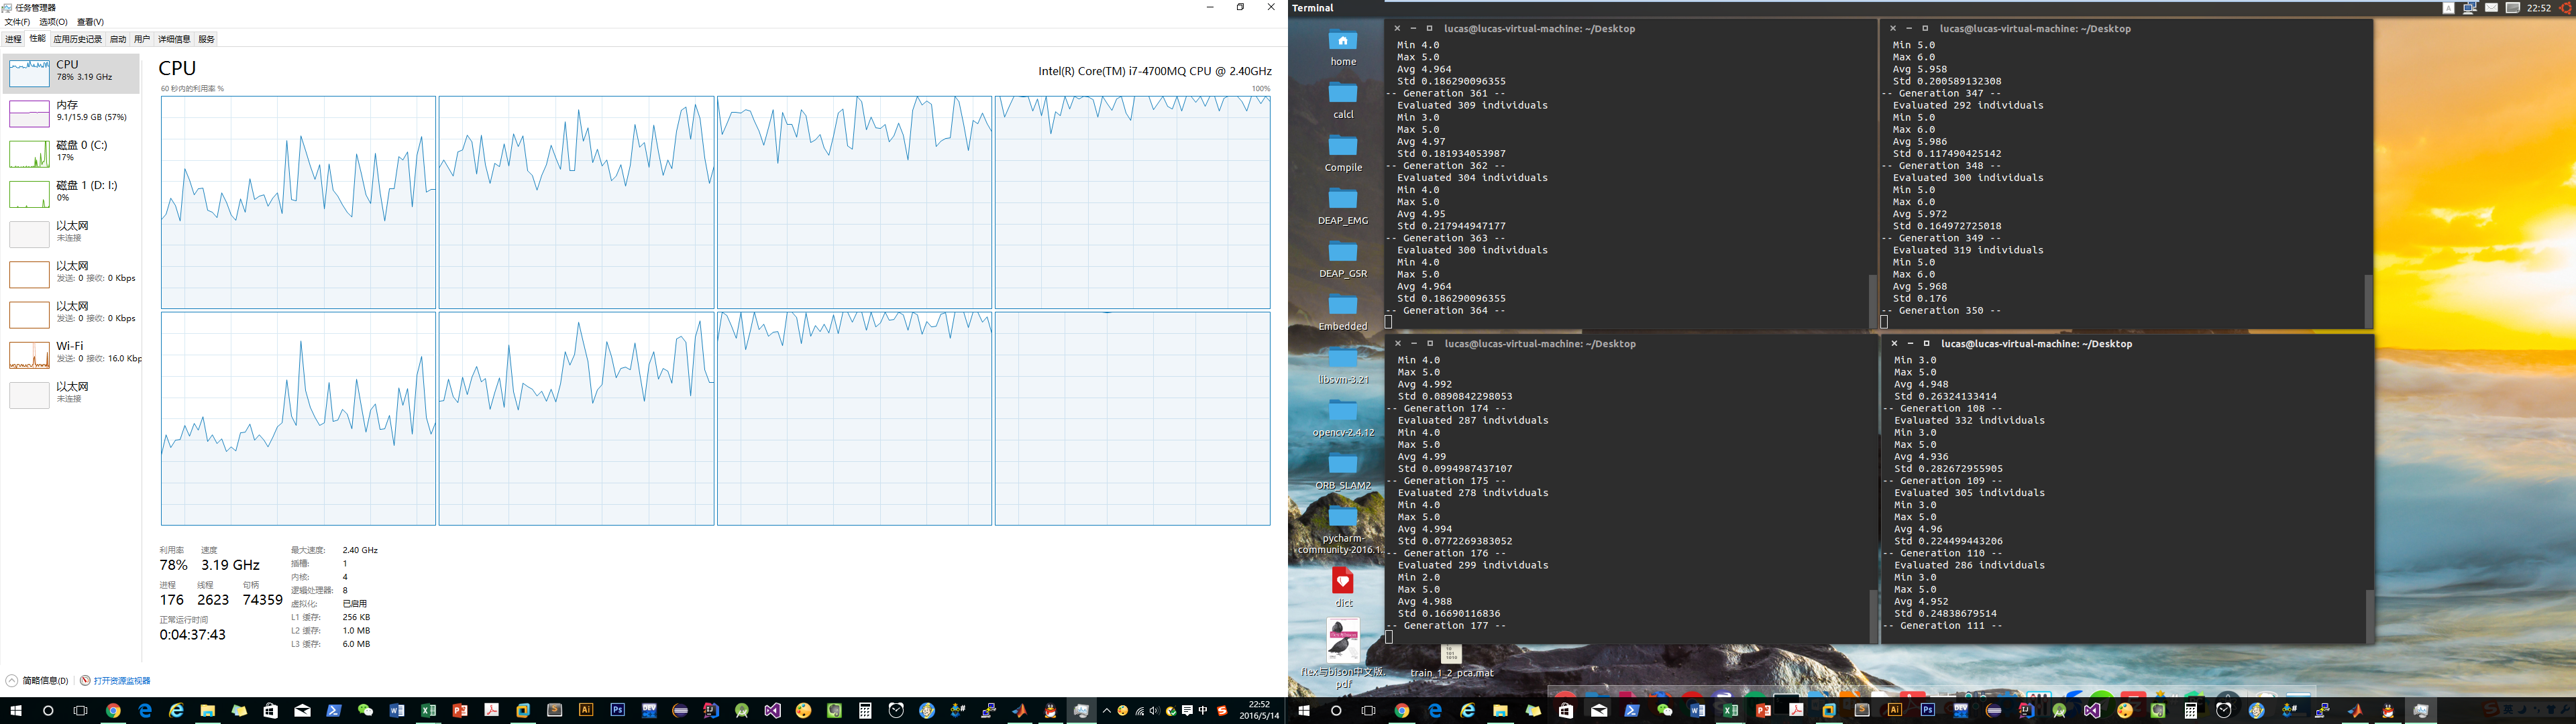 任务管理器
文件(F) 选项(O) 查看(V)
进程 性能 应用历史记录 启动 用户 详细信息 服务
CPU
78% 3.19 GHz
内存
9.1/15.9 GB (57%)
磁盘 0 (C:)
17%
磁盘 1 (D: I:)
0%
以太网
未连接
以太网
发送: 0 接收: 0 Kbps
以太网
发送: 0 接收: 0 Kbps
Wi-Fi
发送: 0 接收: 16.0 Kbp
以太网
未连接
CPU
Intel(R) Core(TM) i7-4700MQ CPU @ 2.40GHz
60 秒内的利用率 %
100%
利用率 速度
78% 3.19 GHz
进程 线程 句柄
176 2623 74359
正常运行时间
0:04:37:43
最大速度: 2.40 GHz
插槽: 1
内核: 4
逻辑处理器: 8
虚拟化: 已启用
L1 缓存: 256 KB
L2 缓存: 1.0 MB
L3 缓存: 6.0 MB
简略信息(D) 打开资源监视器
22:52
2016/5/14
中
Terminal
22:52
home
calcl
Compile
DEAP_EMG
DEAP_GSR
Embedded
libsvm-3.21
opencv-2.4.12
ORB_SLAM2
pycharm-
community-2016.1...
dict
flex与bison中文版.
pdf
train_1_2_pca.mat
lucas@lucas-virtual-machine: ~/Desktop
Min 4.0
Max 5.0
Avg 4.964
Std 0.186290096355
-- Generation 361 --
Evaluated 309 individuals
Min 3.0
Max 5.0
Avg 4.97
Std 0.181934053987
-- Generation 362 --
Evaluated 304 individuals
Min 4.0
Max 5.0
Avg 4.95
Std 0.217944947177
-- Generation 363 --
Evaluated 300 individuals
Min 4.0
Max 5.0
Avg 4.964
Std 0.186290096355
-- Generation 364 --
lucas@lucas-virtual-machine: ~/Desktop
Min 5.0
Max 6.0
Avg 5.958
Std 0.200589132308
-- Generation 347 --
Evaluated 292 individuals
Min 5.0
Max 6.0
Avg 5.986
Std 0.117490425142
-- Generation 348 --
Evaluated 300 individuals
Min 5.0
Max 6.0
Avg 5.972
Std 0.164972725018
-- Generation 349 --
Evaluated 319 individuals
Min 5.0
Max 6.0
Avg 5.968
Std 0.176
-- Generation 350 --
lucas@lucas-virtual-machine: ~/Desktop
Min 4.0
Max 5.0
Avg 4.992
Std 0.0890842298053
-- Generation 174 --
Evaluated 287 individuals
Min 4.0
Max 5.0
Avg 4.99
Std 0.0994987437107
-- Generation 175 --
Evaluated 278 individuals
Min 4.0
Max 5.0
Avg 4.994
Std 0.0772269383052
-- Generation 176 --
Evaluated 299 individuals
Min 2.0
Max 5.0
Avg 4.988
Std 0.16690116836
-- Generation 177 --
lucas@lucas-virtual-machine: ~/Desktop
Min 3.0
Max 5.0
Avg 4.948
Std 0.26324133414
-- Generation 108 --
Evaluated 332 individuals
Min 3.0
Max 5.0
Avg 4.936
Std 0.282672955905
-- Generation 109 --
Evaluated 305 individuals
Min 3.0
Max 5.0
Avg 4.96
Std 0.224499443206
-- Generation 110 --
Evaluated 286 individuals
Min 3.0
Max 5.0
Avg 4.952
Std 0.24838679514
-- Generation 111 --